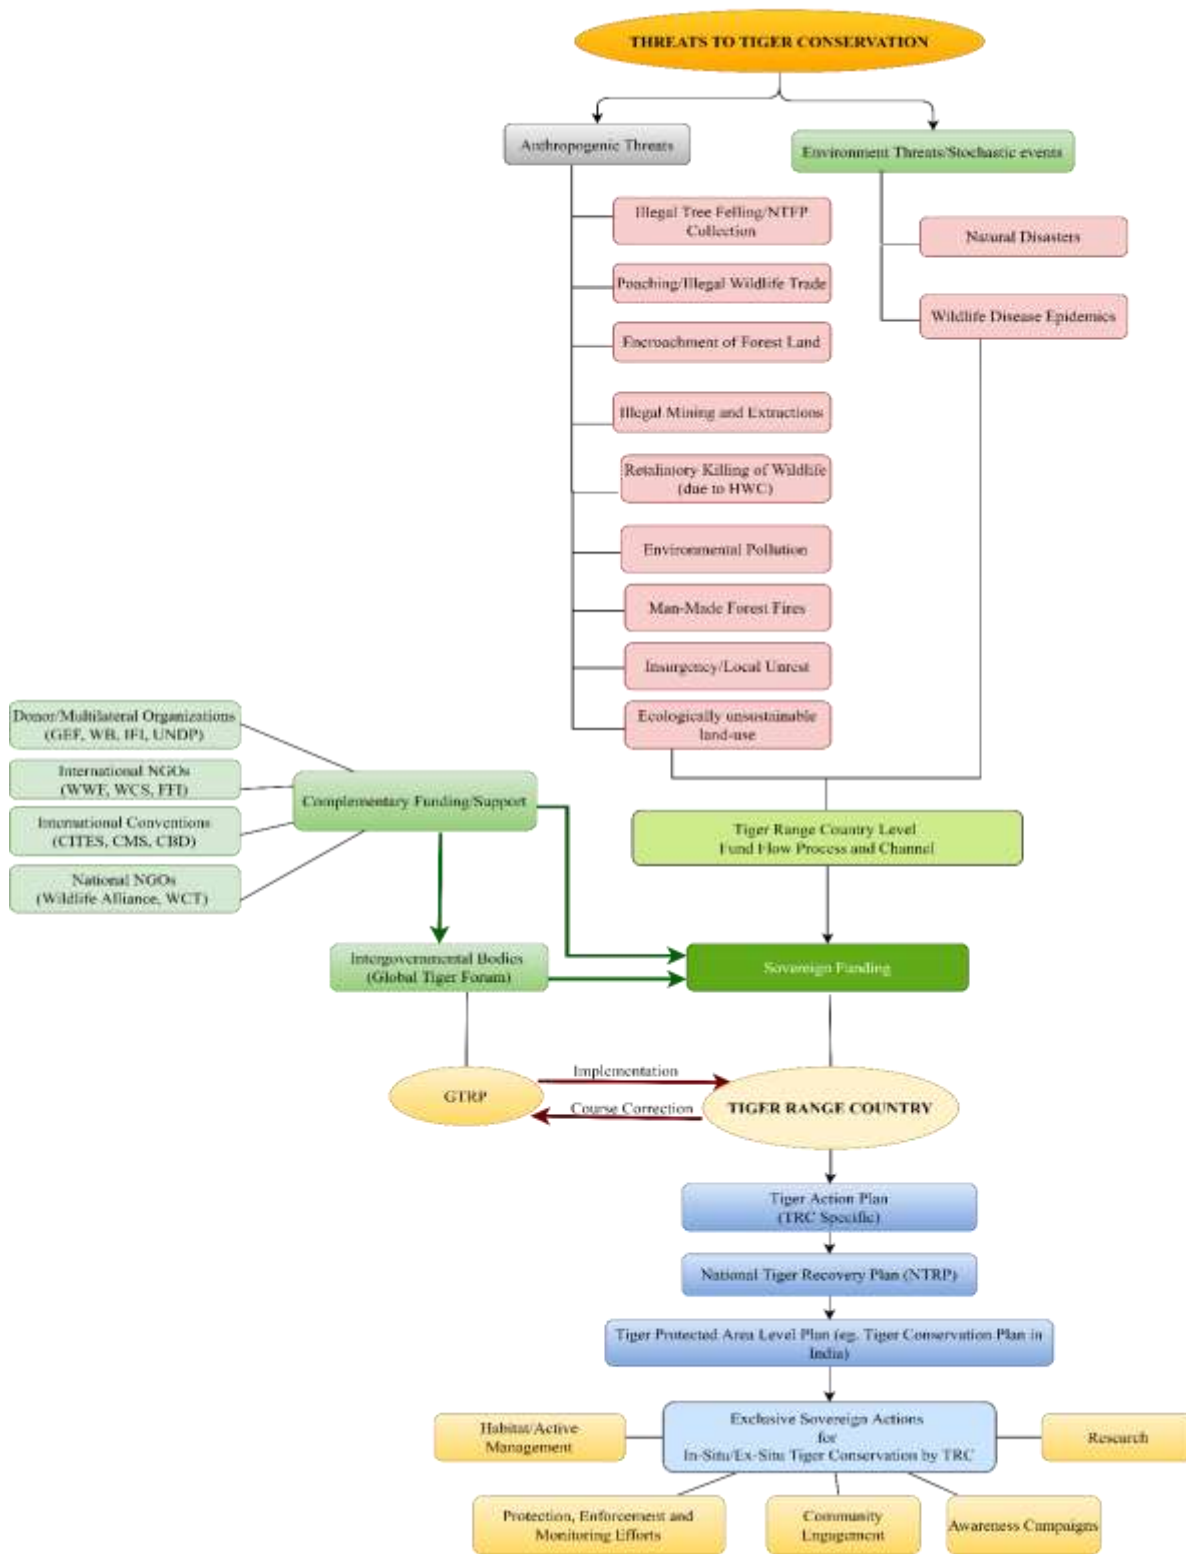 THREATS TO TIGER CONSERVATION
Anthropogenic Threats
Environment Threats/Stochastic events
Illegal Tree Felling/NTFP
Collection
Natural Disasters
Poaching/Illegal Wildlife Trade
Wildlife Disease Epidemics
Encroachment of Forest Land
Illegal Mining and Extractions
Retaliatory Killing of Wildlife
(due to HWC)
Environmental Pollution
Man-Made Forest Fires
Insurgency/Local Unrest
Ecologically unsustainable
land-use
Donor/Multilateral Organizations
(GEF, WB, IFI, UNDP)
International NGOs
(WWF, WCS, FFI)
International Conventions
(CITES, CMS, CBD)
National NGOs
(Wildlife Alliance, WCT)
Complementary Funding/Support
Tiger Range Country Level
Fund Flow Process and Channel
Intergovernmental Bodies
(Global Tiger Forum)
Sovereign Funding
GTRP
Implementation
Course Correction
TIGER RANGE COUNTRY
Tiger Action Plan
(TRC Specific)
National Tiger Recovery Plan (NTRP)
Tiger Protected Area Level Plan (eg. Tiger Conservation Plan in
India)
Exclusive Sovereign Actions
for
In-Situ/Ex-Situ Tiger Conservation by TRC
Habitat/Active
Management
Research
Protection, Enforcement and
Monitoring Efforts
Community
Engagement
Awareness Campaigns